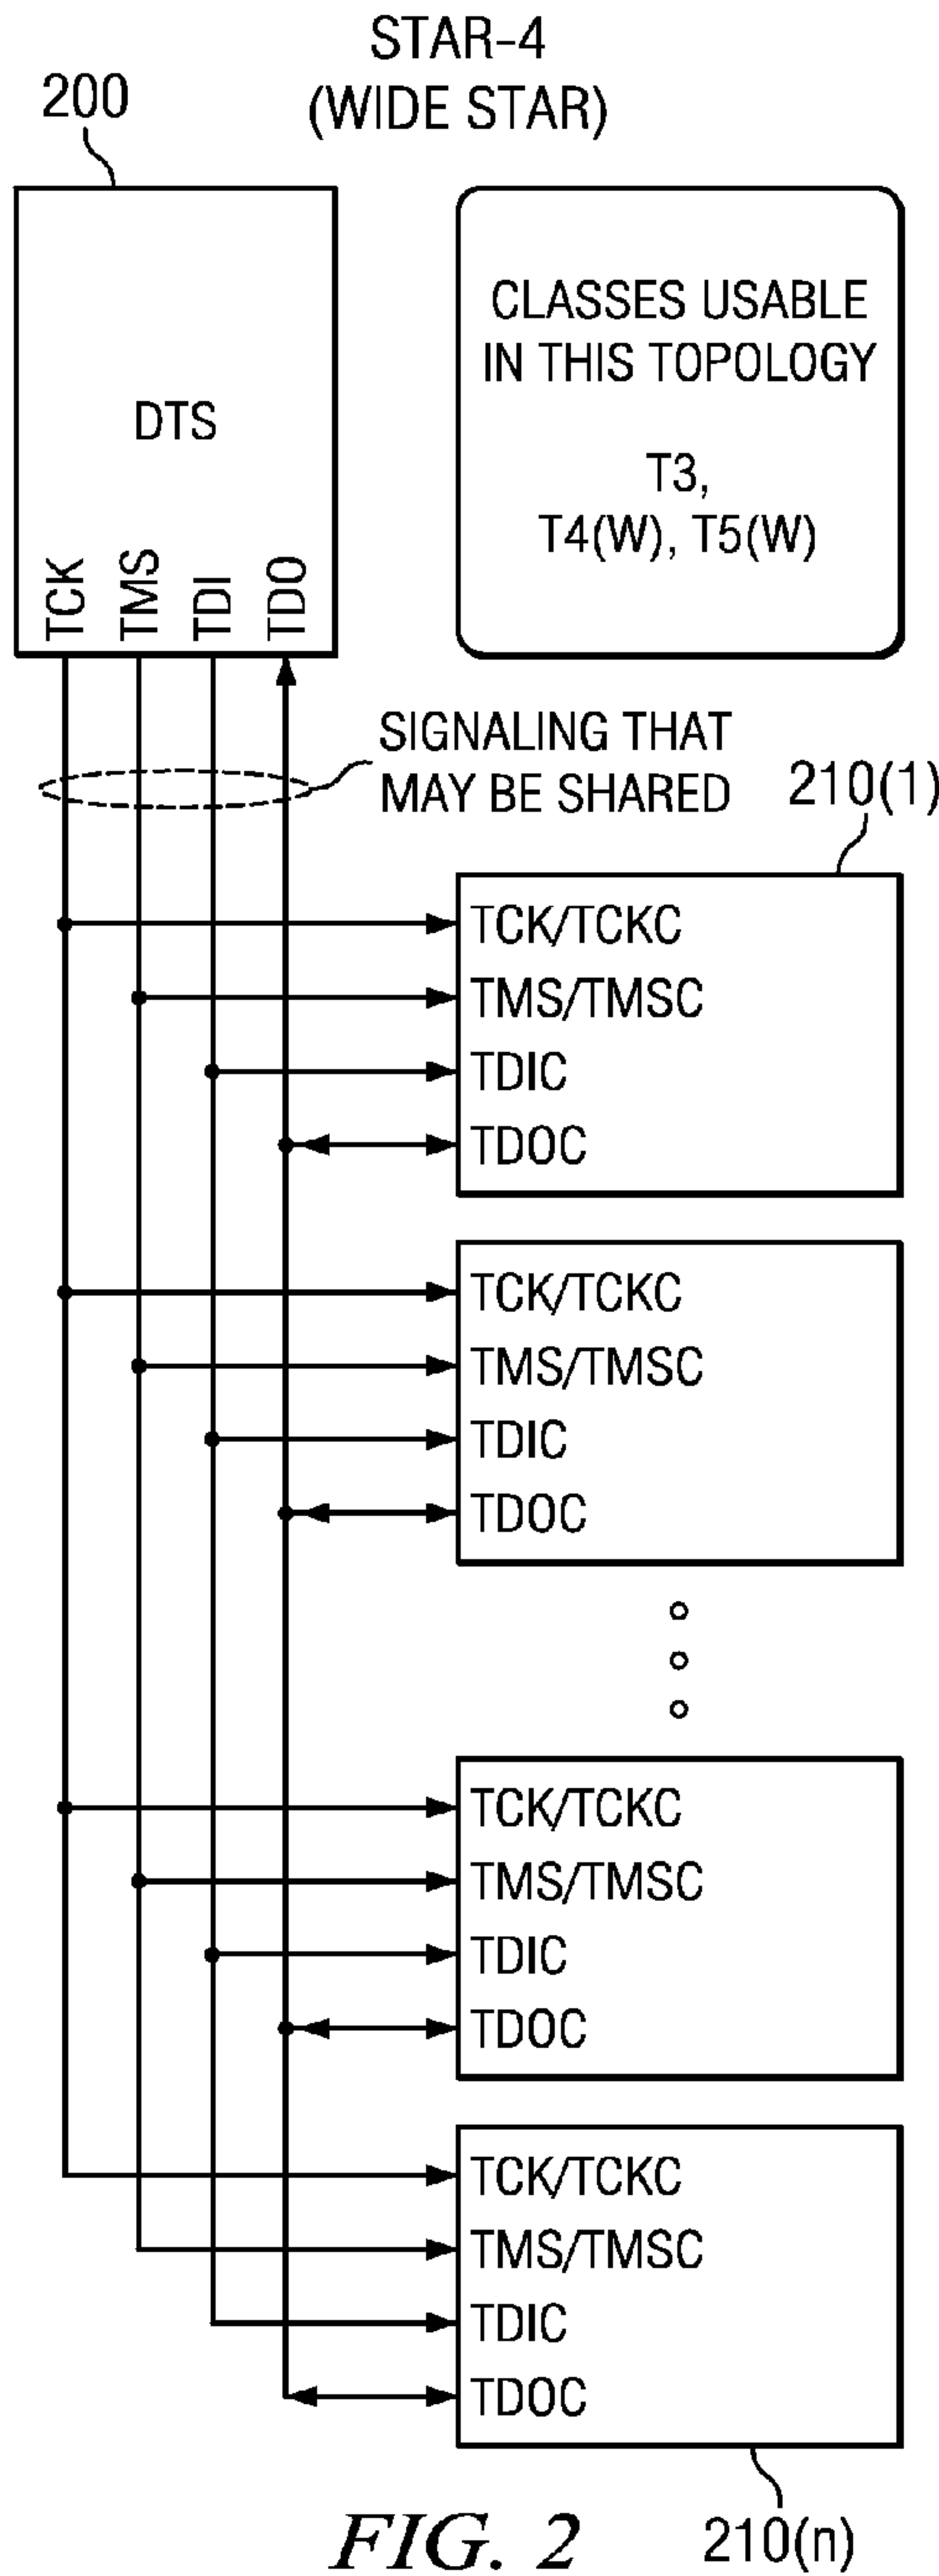 STAR-4
(WIDE STAR)
200
DTS
TCK
TMS
TDI
TDO
CLASSES USABLE
IN THIS TOPOLOGY
T3,
T4(W), T5(W)
SIGNALING THAT
MAY BE SHARED
210(1)
TCK/TCKC
TMS/TMSC
TDIC
TDOC
TCK/TCKC
TMS/TMSC
TDIC
TDOC
TCK/TCKC
TMS/TMSC
TDIC
TDOC
TCK/TCKC
TMS/TMSC
TDIC
TDOC
210(n)
FIG. 2